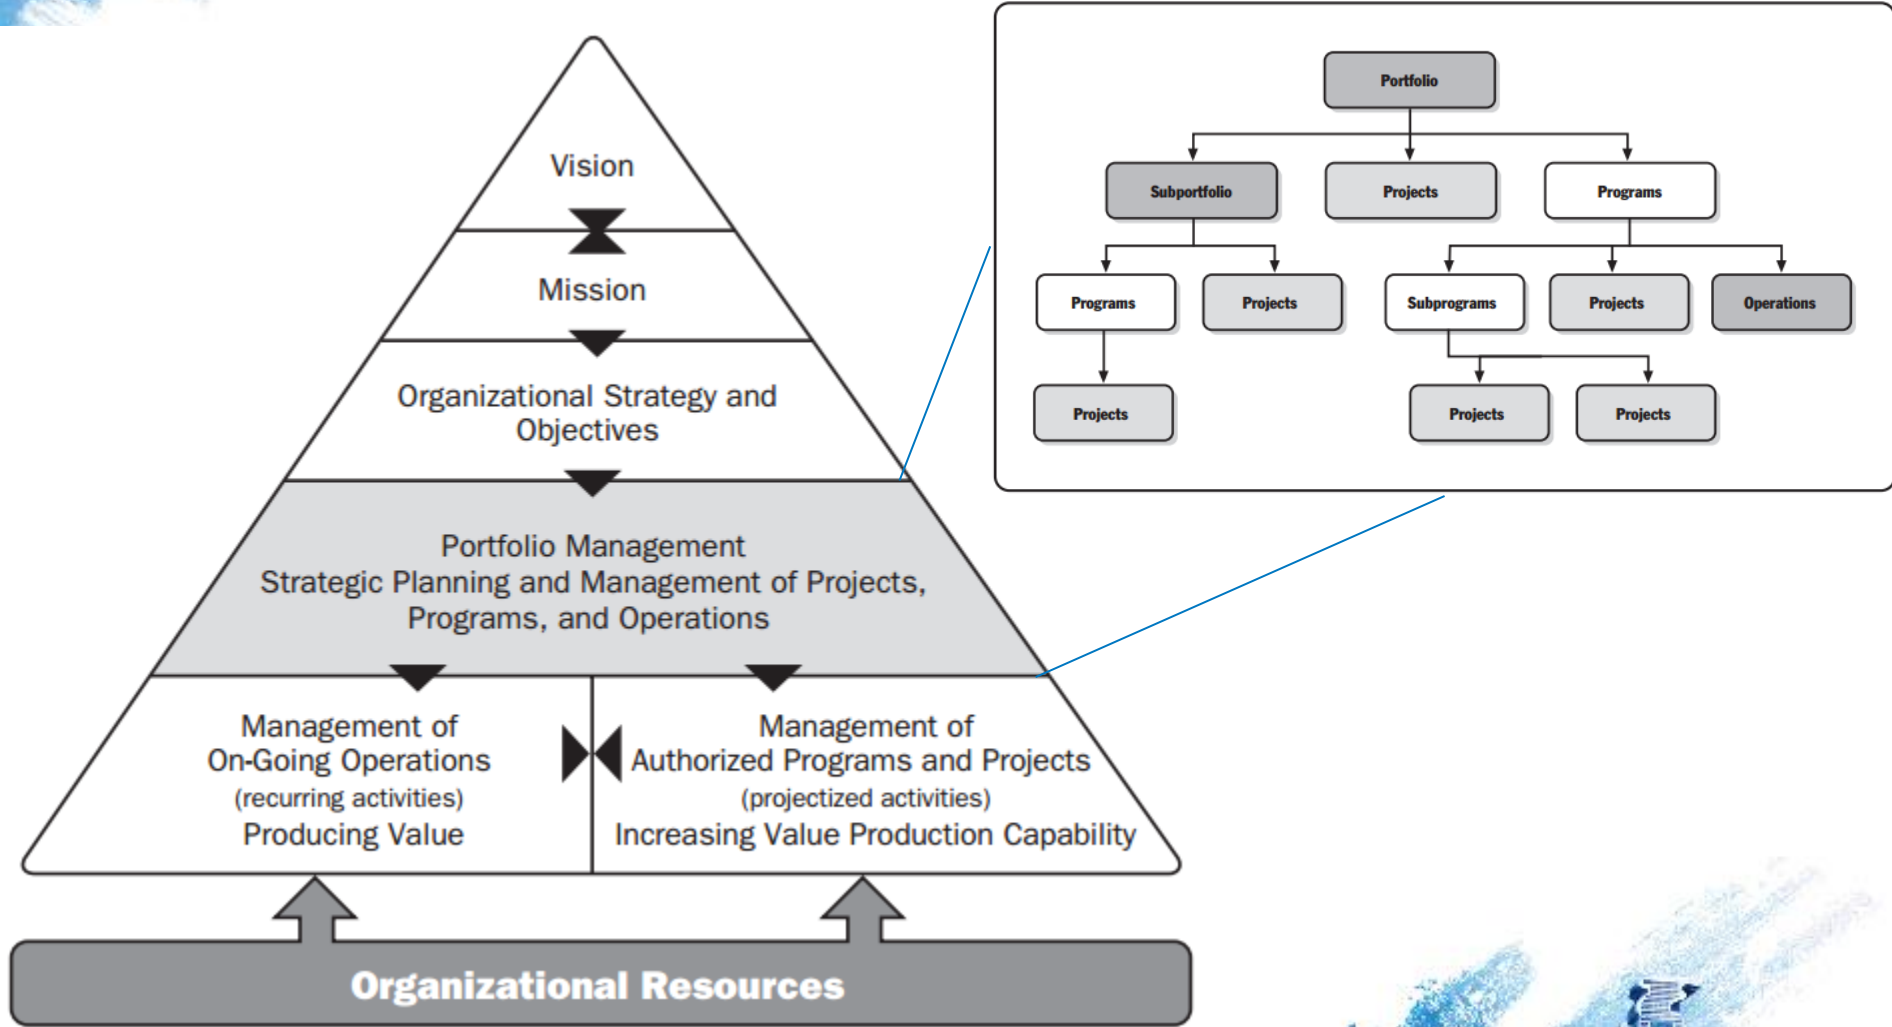 Vision
Mission
Organizational Strategy and
Objectives
Portfolio Management
Strategic Planning and Management of Projects,
Programs, and Operations
Management of
On-Going Operations
(recurring activities)
Producing Value
Management of
Authorized Programs and Projects
(projectized activities)
Increasing Value Production Capability
Organizational Resources
Portfolio
Subportfolio
Projects
Programs
Programs
Projects
Subprograms
Projects
Operations
Projects
Projects
Projects